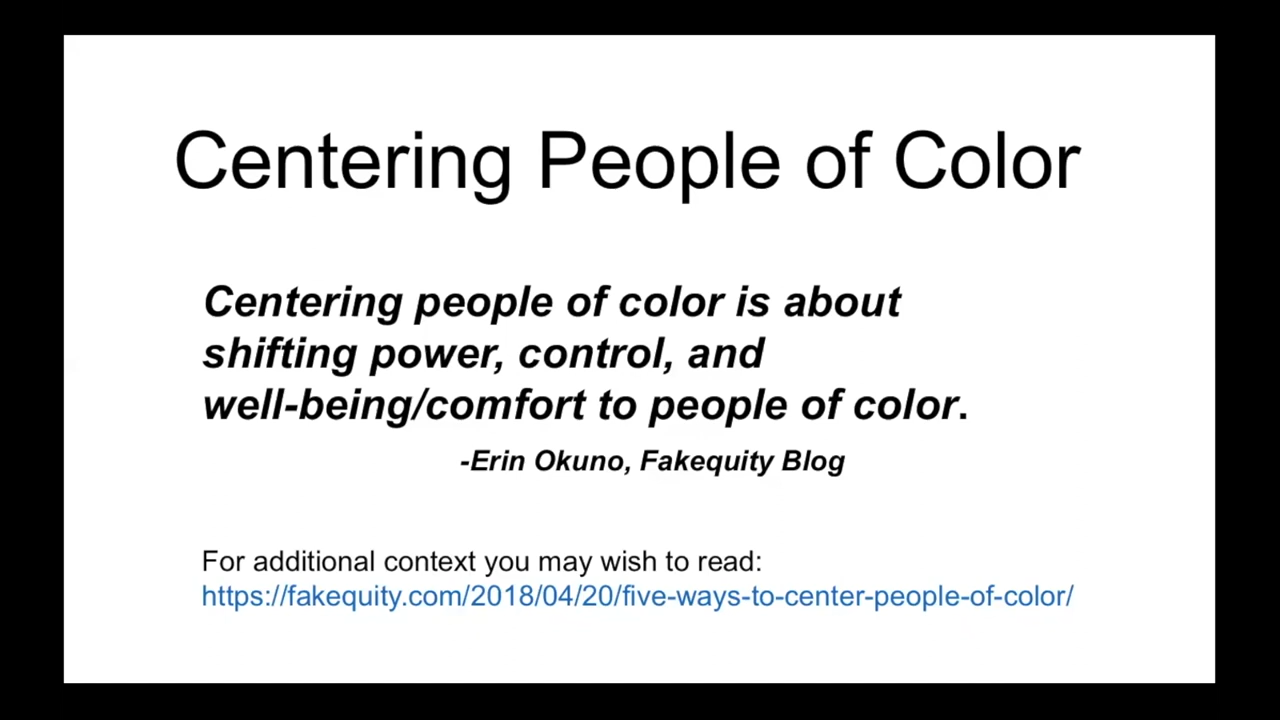 Centering People of Color
Centering people of color is about
shifting power, control, and
well-being/comfort to people of color.
-Erin Okuno, Fakequity Blog
For additional context you may wish to read:
https://fakequity.com/2018/04/20/five-ways-to-center-people-of-color/